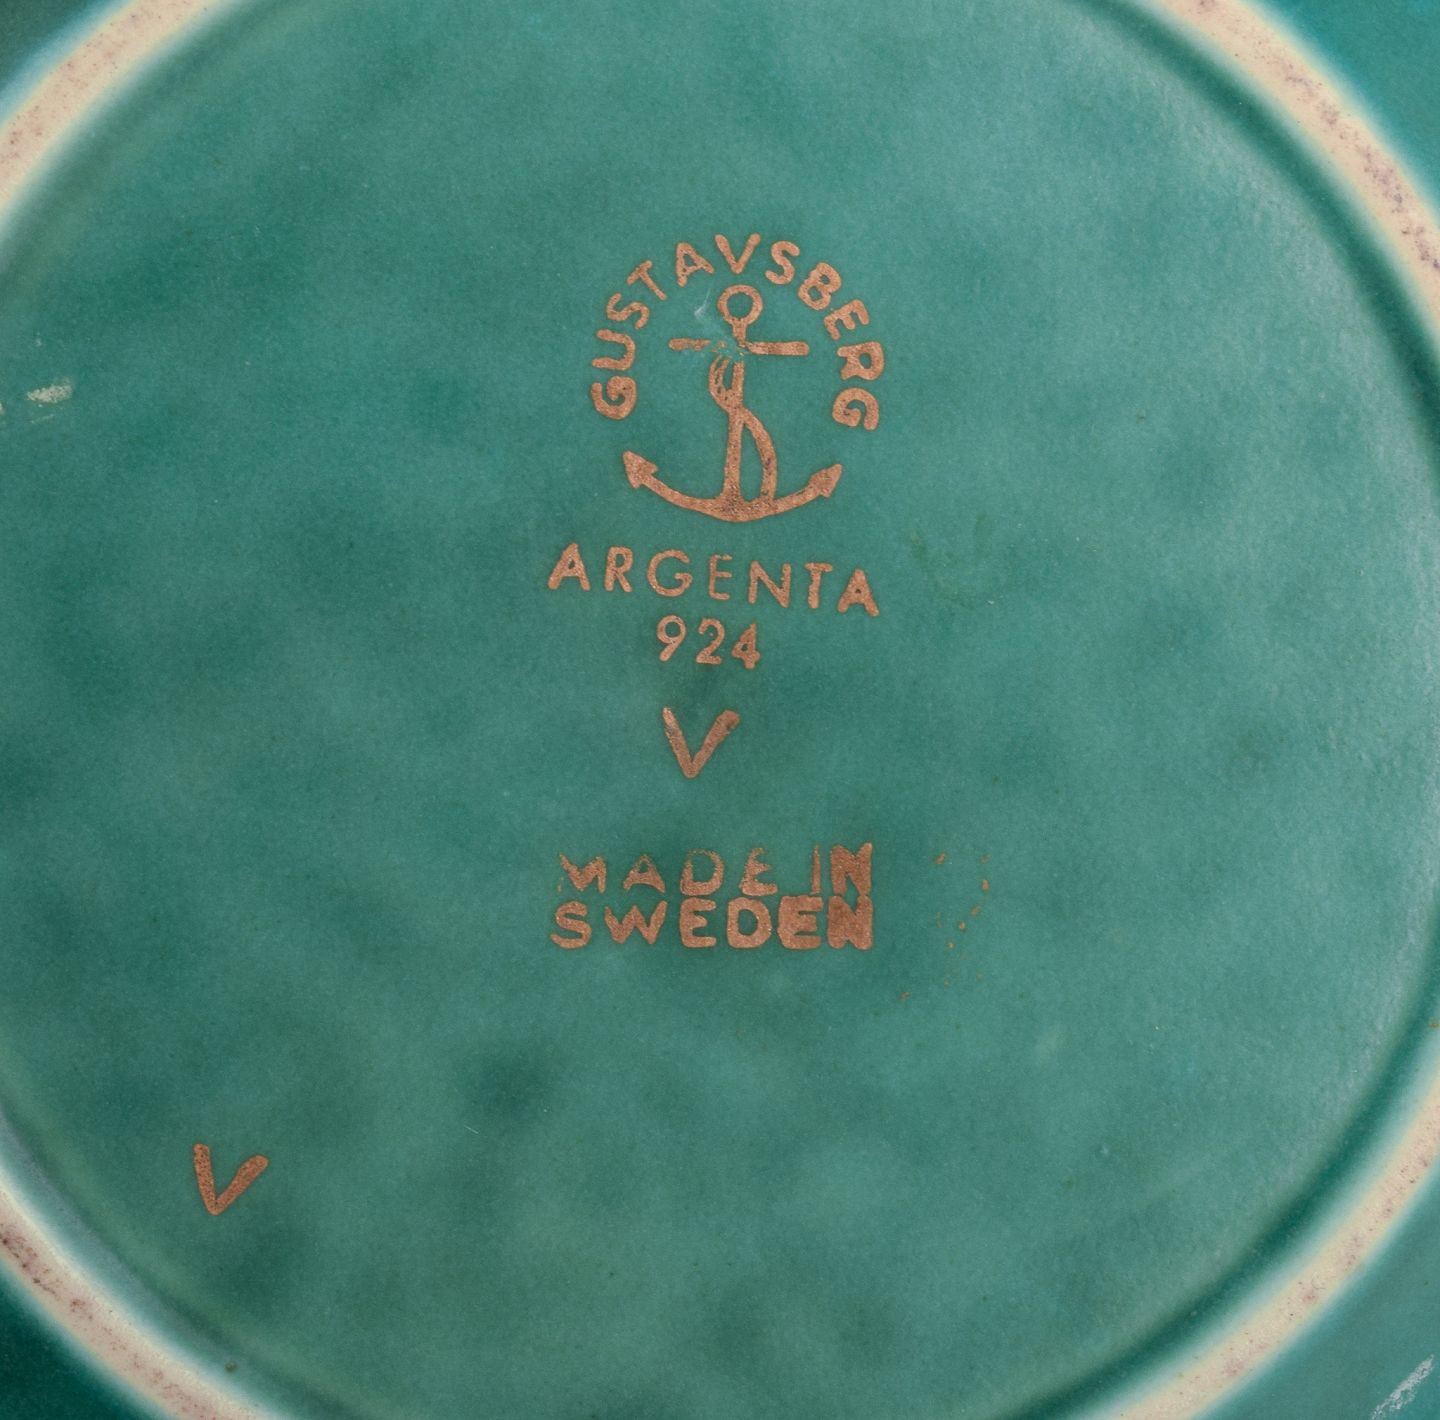 GUSTAVSBERG
ARGENTA
924
V
MADE IN
SWEDEN
V